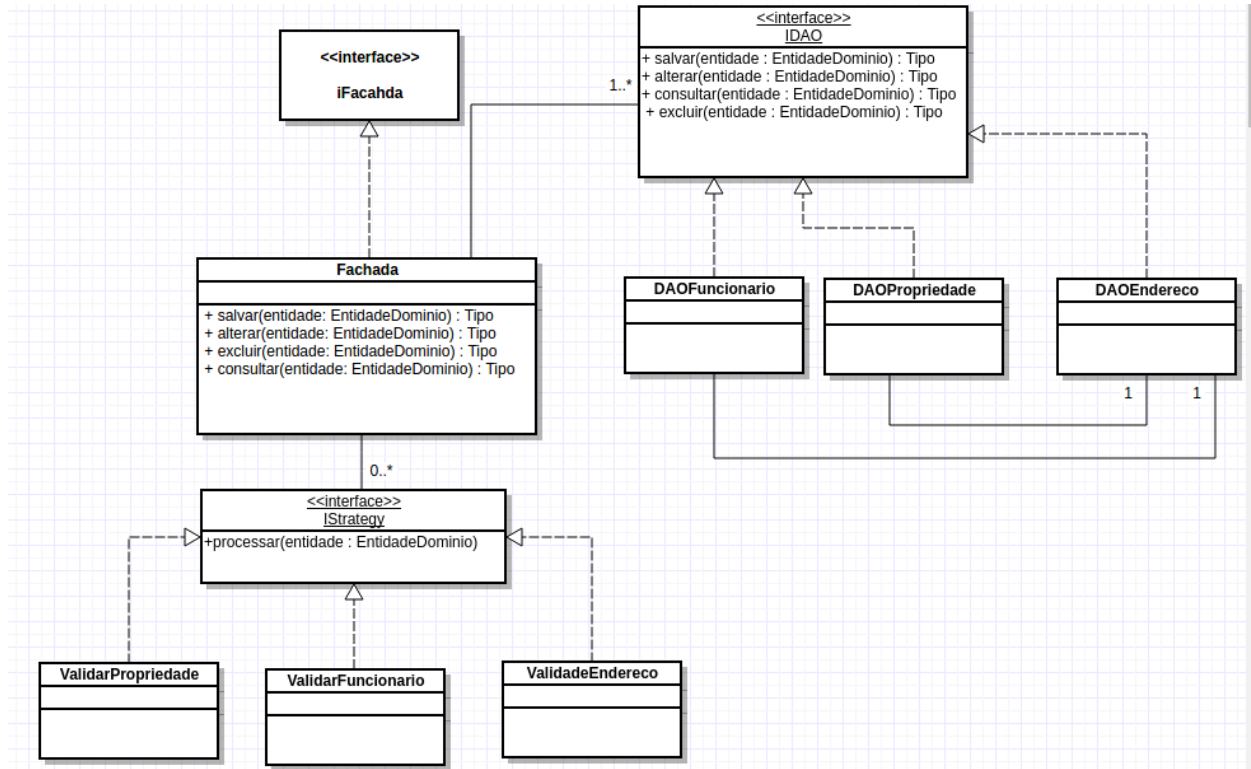 <<interface>>
iFacahda
<<interface>>
IDAO
+ salvar(entidade : EntidadeDominio) : Tipo
+ alterar(entidade : EntidadeDominio) : Tipo
+ consultar(entidade : EntidadeDominio) : Tipo
+ excluir(entidade : EntidadeDominio) : Tipo
1..*
Fachada
+ salvar(entidade: EntidadeDominio) : Tipo
+ alterar(entidade: EntidadeDominio) : Tipo
+ excluir(entidade: EntidadeDominio) : Tipo
+ consultar(entidade: EntidadeDominio) : Tipo
DAOFuncionario
DAOPropriedade
DAOEndereco
1
1
0..*
<<interface>>
IStrategy
+processar(entidade : EntidadeDominio)
ValidarPropriedade
ValidarFuncionario
ValidadeEndereco